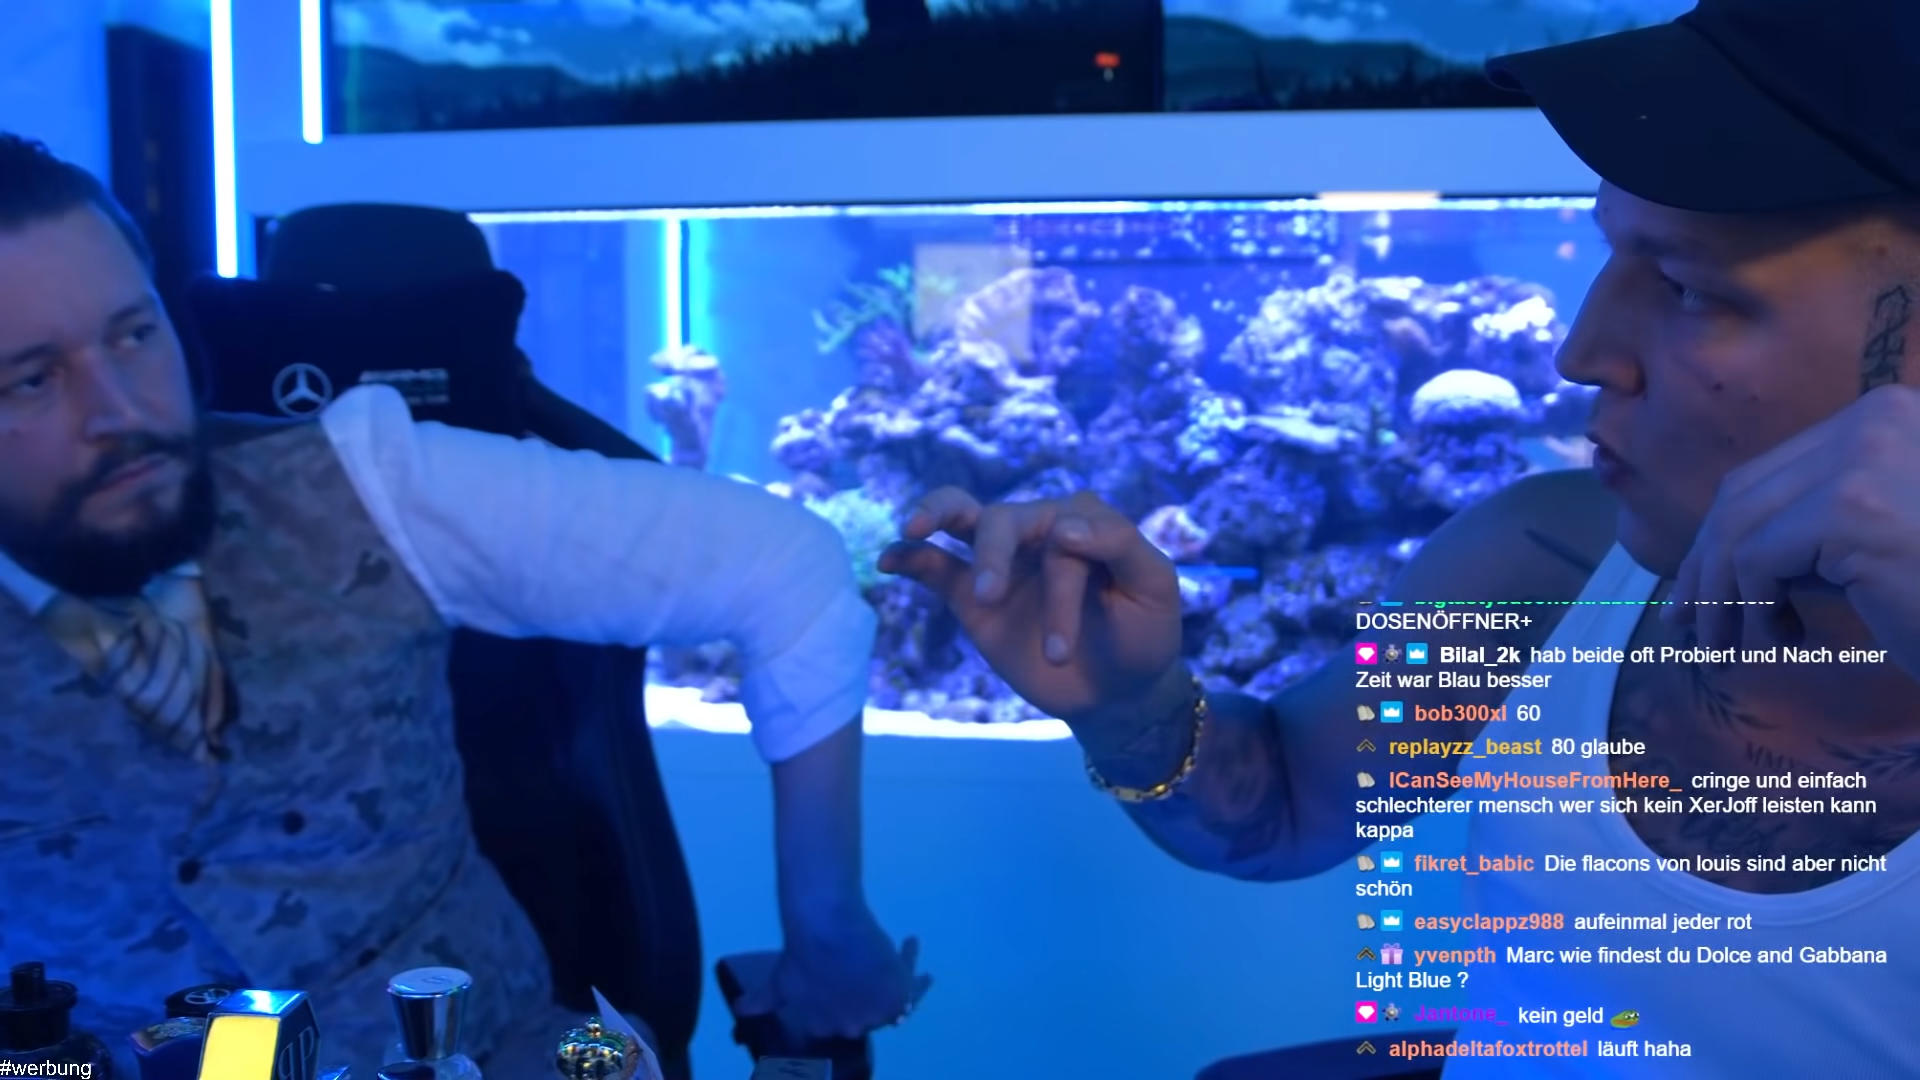 AMG
DOSENÖFFNER+
Bilal_2k hab beide oft Probiert und Nach einer
Zeit war Blau besser
bob300xl 60
replayzz_beast 80 glaube
ICanSeeMyHouseFromHere_ cringe und einfach
schlechterer mensch wer sich kein XerJoff leisten kann
kappa
fikret_babic Die flacons von louis sind aber nicht
schön
easyclappz988 aufeinmal jeder rot
yvenpth Marc wie findest du Dolce and Gabbana
Light Blue ?
Jantone_ kein geld
alphadeltafoxtrottel läuft haha
#werbung